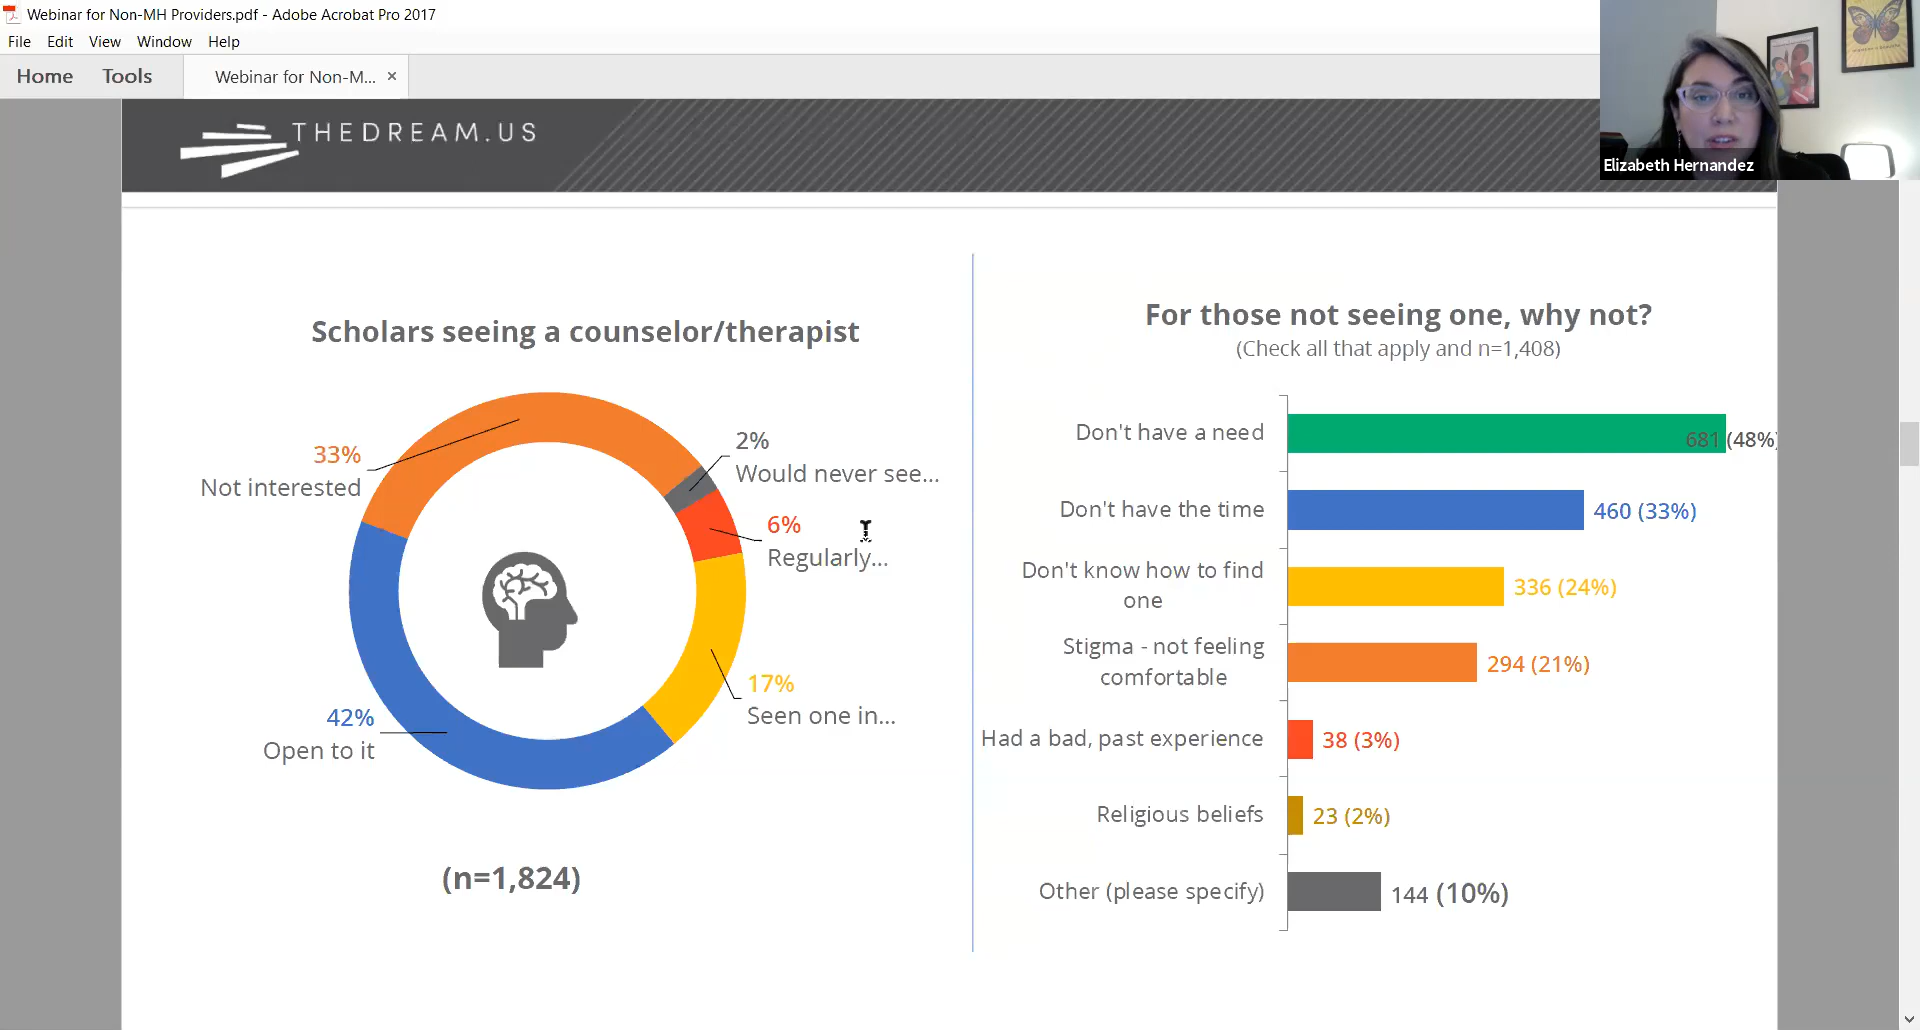 Webinar for Non-MH Providers.pdf - Adobe Acrobat Pro 2017
File Edit View Window Help
Home Tools Webinar for Non-M... ×
THEDREAM.US
Elizabeth Hernandez
Scholars seeing a counselor/therapist
33%
Not interested
2%
Would never see...
6%
Regularly...
17%
Seen one in...
42%
Open to it
(n=1,824)
For those not seeing one, why not?
(Check all that apply and n=1,408)
Don't have a need 681 (48%)
Don't have the time 460 (33%)
Don't know how to find
one
336 (24%)
Stigma - not feeling
comfortable
294 (21%)
Had a bad, past experience 38 (3%)
Religious beliefs 23 (2%)
Other (please specify) 144 (10%)